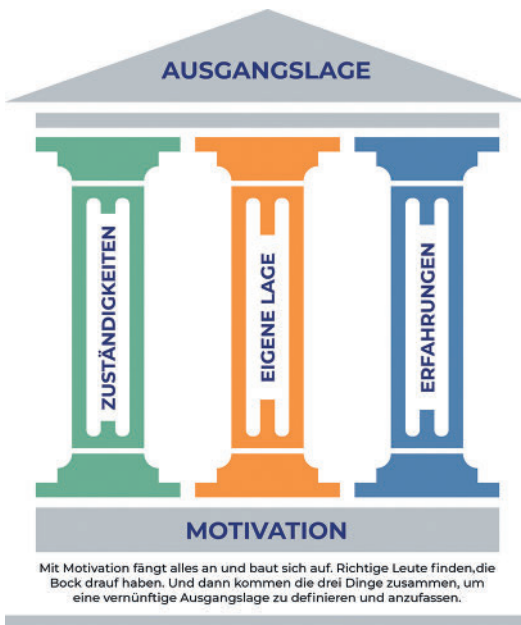 AUSGANGSLAGE
ZUSTÄNDIGKEITEN
EIGENE LAGE
ERFAHRUNGEN
MOTIVATION
Mit Motivation fängt alles an und baut sich auf. Richtige Leute finden,die
Bock drauf haben. Und dann kommen die drei Dinge zusammen, um
eine vernünftige Ausgangslage zu definieren und anzufassen.